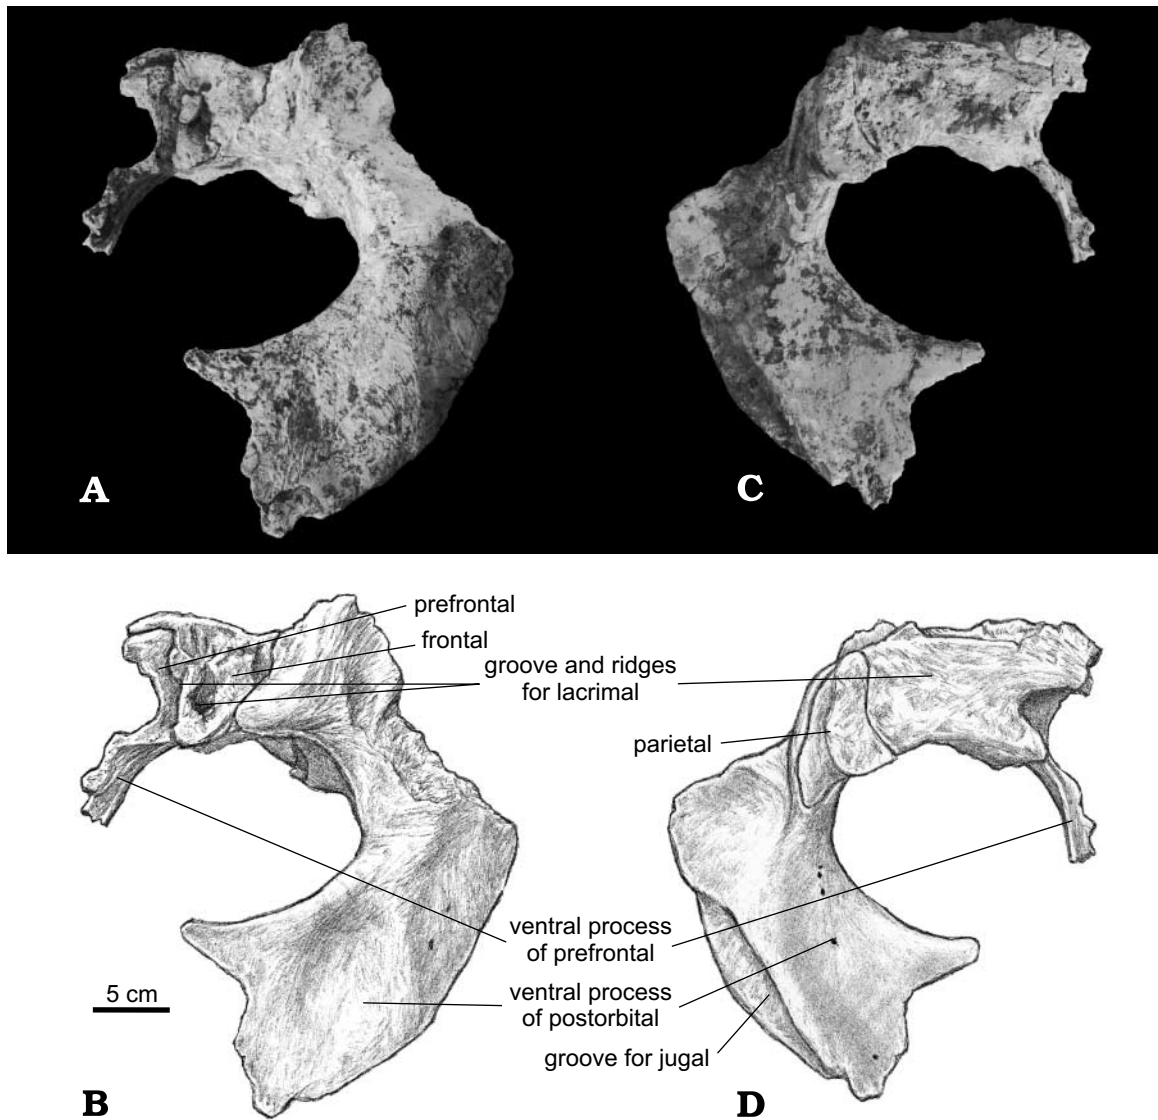 A
C
prefrontal
frontal
groove and ridges
for lacrimal
parietal
ventral process
of prefrontal
5 cm
ventral process
of postorbital
groove for jugal
B
D